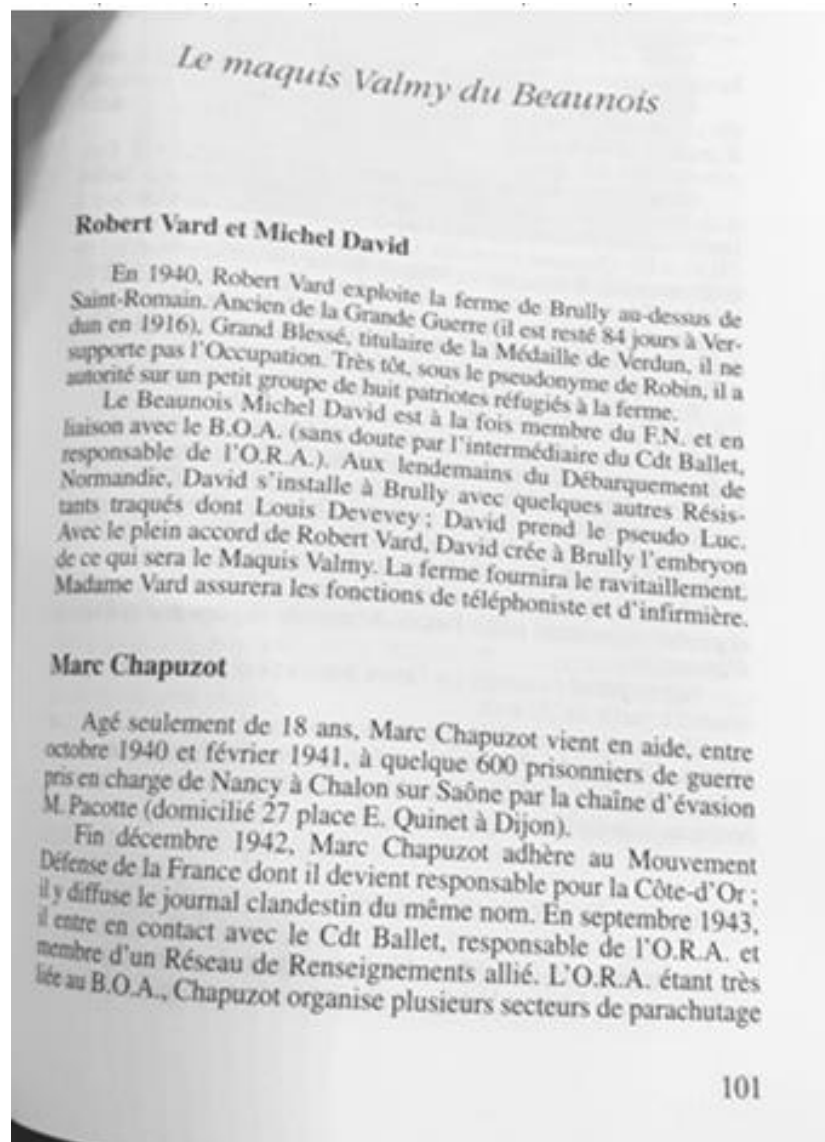 Le maquis Valmy du Beaunois
Robert Vard et Michel David
En 1940, Robert Vard exploite la ferme de Brully au-dessus de
Saint-Romain. Ancien de la Grande Guerre (il est resté 84 jours à Ver-
dun en 1916), Grand Blessé, titulaire de la Médaille de Verdun, il ne
supporte pas l'Occupation. Très tôt, sous le pseudonyme de Robin, il a
autorité sur un petit groupe de huit patriotes réfugiés à la ferme.
Le Beaunois Michel David est à la fois membre du F.N. et en
liaison avec le B.O.A. (sans doute par l'intermédiaire du Cdt Ballet,
responsable de l'O.R.A.). Aux lendemains du Débarquement de
Normandie, David s'installe à Brully avec quelques autres Résis-
tants traqués dont Louis Devevey ; David prend le pseudo Luc.
Avec le plein accord de Robert Vard, David crée à Brully l'embryon
de ce qui sera le Maquis Valmy. La ferme fournira le ravitaillement.
Madame Vard assurera les fonctions de téléphoniste et d'infirmière.
Marc Chapuzot
Agé seulement de 18 ans, Marc Chapuzot vient en aide, entre
octobre 1940 et février 1941, à quelque 600 prisonniers de guerre
pris en charge de Nancy à Chalon sur Saône par la chaîne d'évasion
M. Pacotte (domicilié 27 place E. Quinet à Dijon).
Fin décembre 1942, Marc Chapuzot adhère au Mouvement
Défense de la France dont il devient responsable pour la Côte-d'Or ;
il y diffuse le journal clandestin du même nom. En septembre 1943,
il entre en contact avec le Cdt Ballet, responsable de l'O.R.A. et
membre d'un Réseau de Renseignements allié. L'O.R.A. étant très
liée au B.O.A., Chapuzot organise plusieurs secteurs de parachutage
101